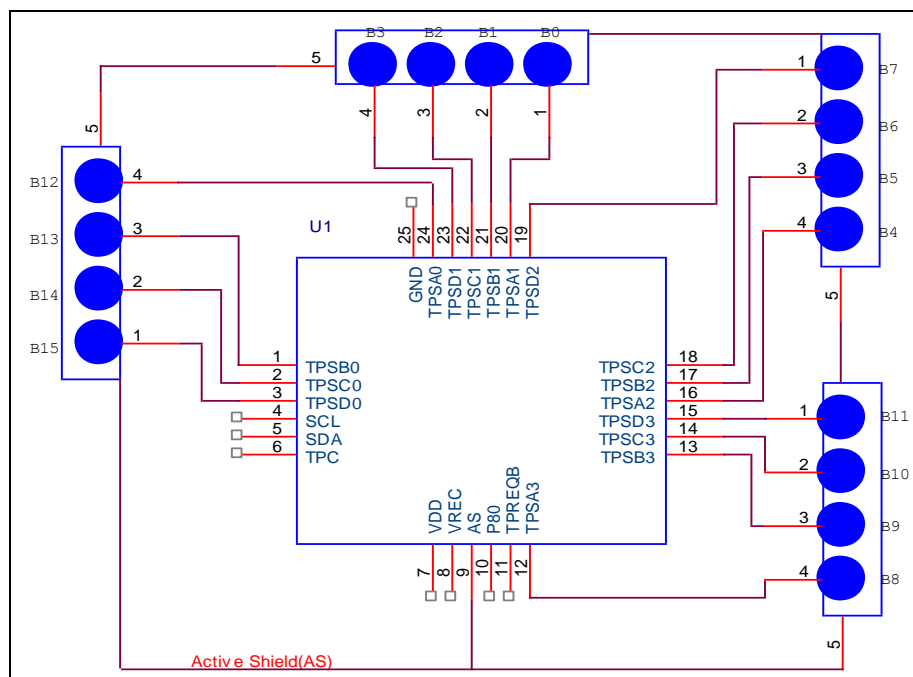 B3 B2 B1 B0
5
4 3 2 1
5
B12 4
B13 3
B14 2
B15 1
1 B7
2 B6
3 B5
4 B4
5
U1
25 24 23 22 21 20 19
GND TPSA0 TPSD1 TPSC1 TPSB1 TPSA1 TPSD2
1 TPSB0
2 TPSC0
3 TPSD0
4 SCL
5 SDA
6 TPC
TPSC2 18
TPSB2 17
TPSA2 16
TPSD3 15
TPSC3 14
TPSB3 13
1 B11
2 B10
3 B9
4 B8
5
VDD VREC AS P80 TPREQB TPSA3
7 8 9 10 11 12
Active Shield(AS)